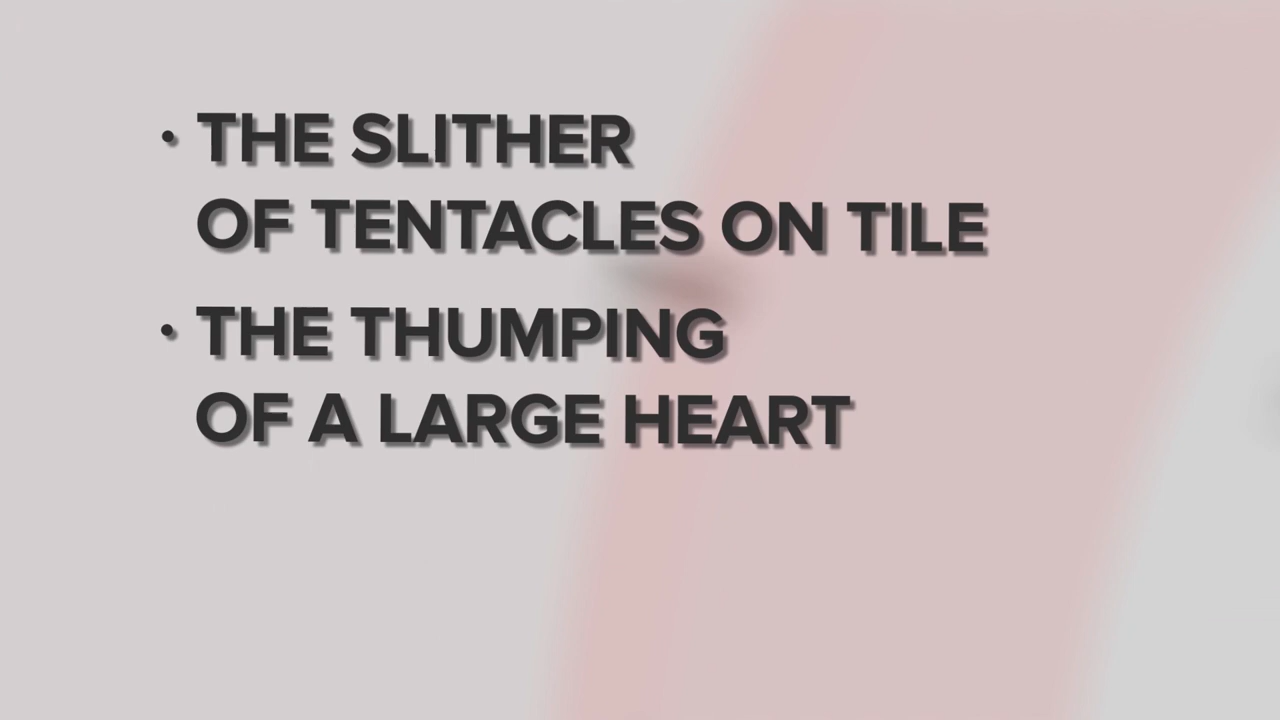 • THE SLITHER
OF TENTACLES ON TILE
• THE THUMPING
OF A LARGE HEART